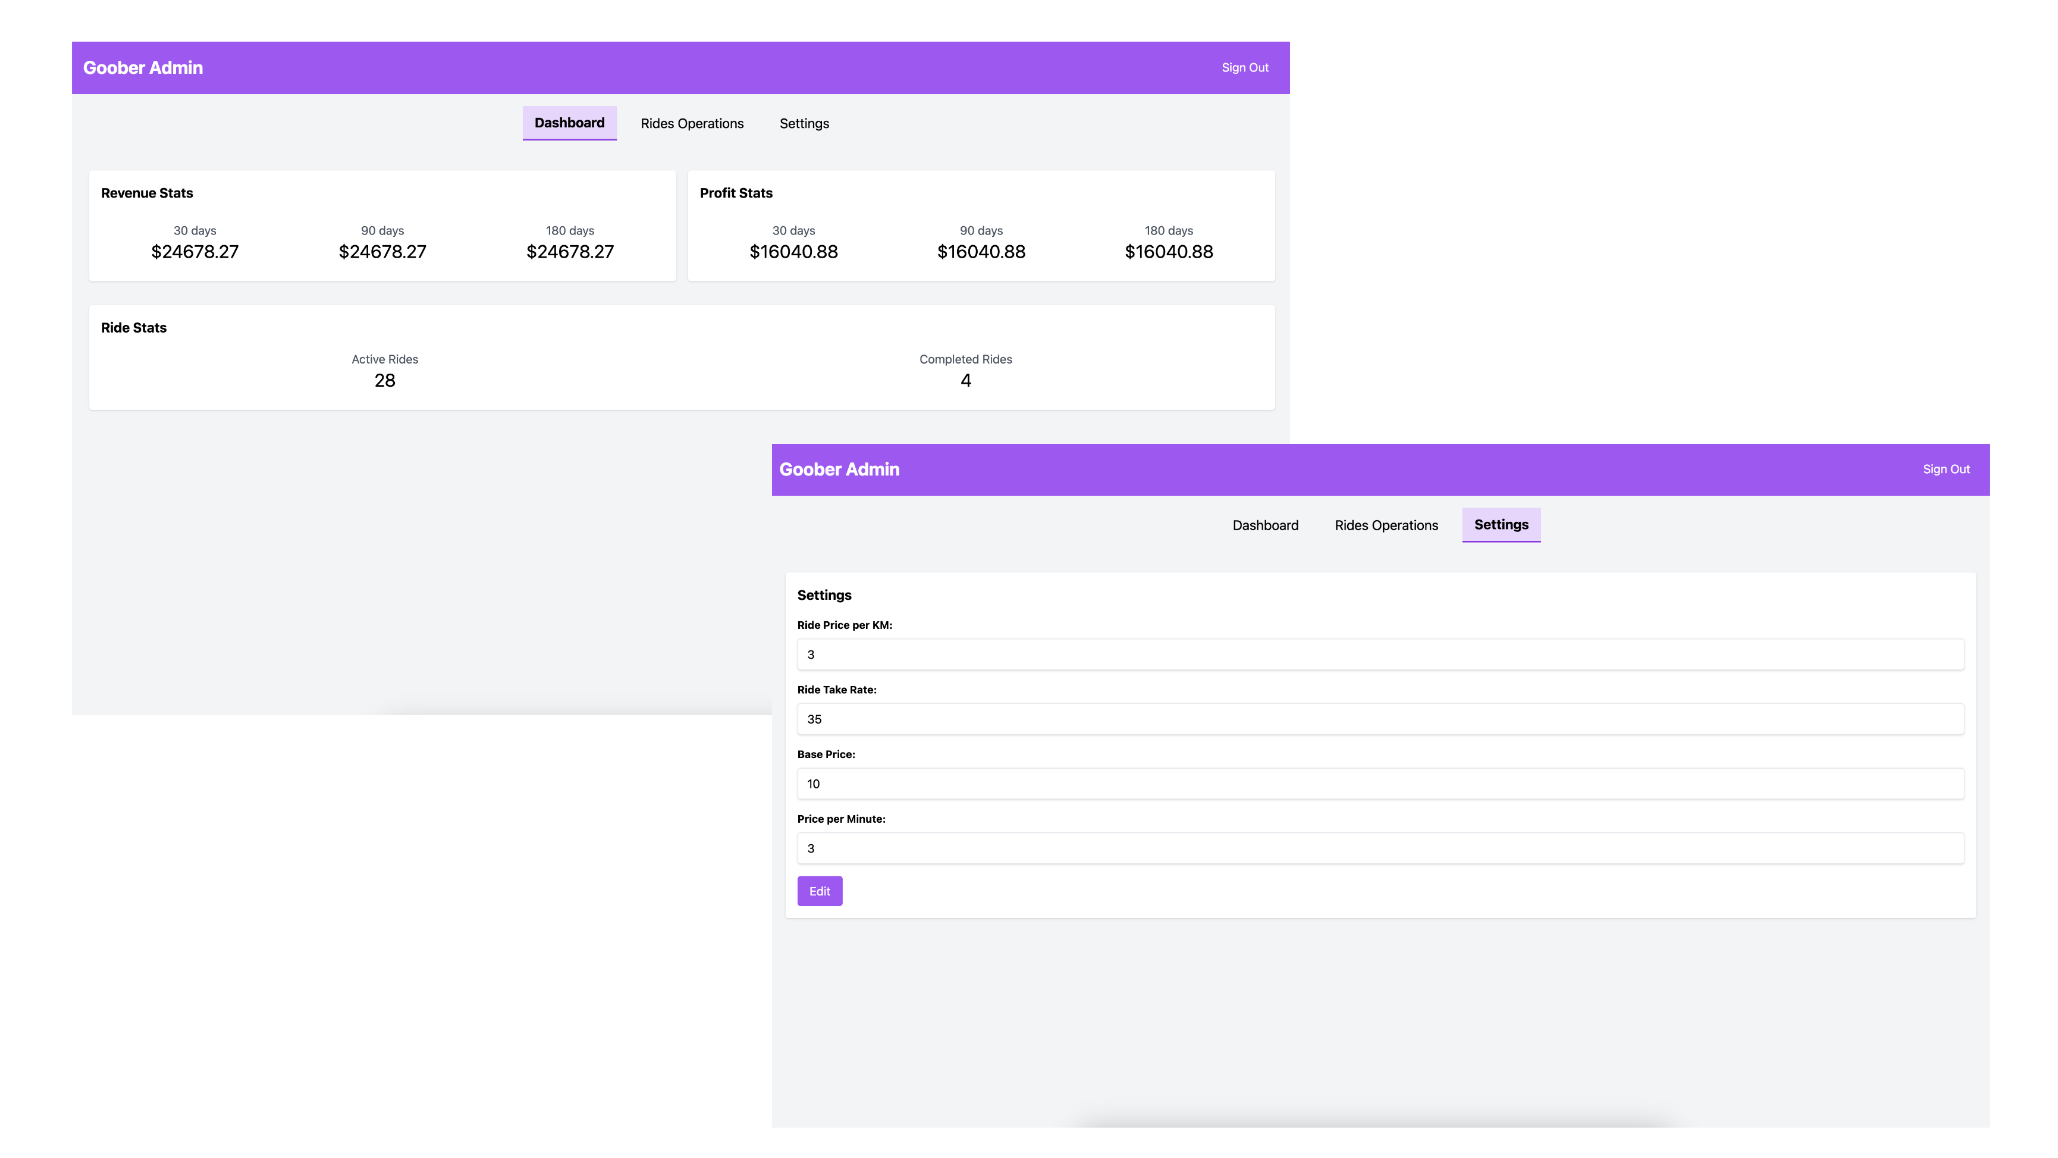 Goober Admin
Sign Out
Dashboard Rides Operations Settings
Revenue Stats
30 days 90 days 180 days
$24678.27 $24678.27 $24678.27
Profit Stats
30 days 90 days 180 days
$16040.88 $16040.88 $16040.88
Ride Stats
Active Rides Completed Rides
28 4
Goober Admin
Sign Out
Dashboard Rides Operations Settings
Settings
Ride Price per KM:
3
Ride Take Rate:
35
Base Price:
10
Price per Minute:
3
Edit